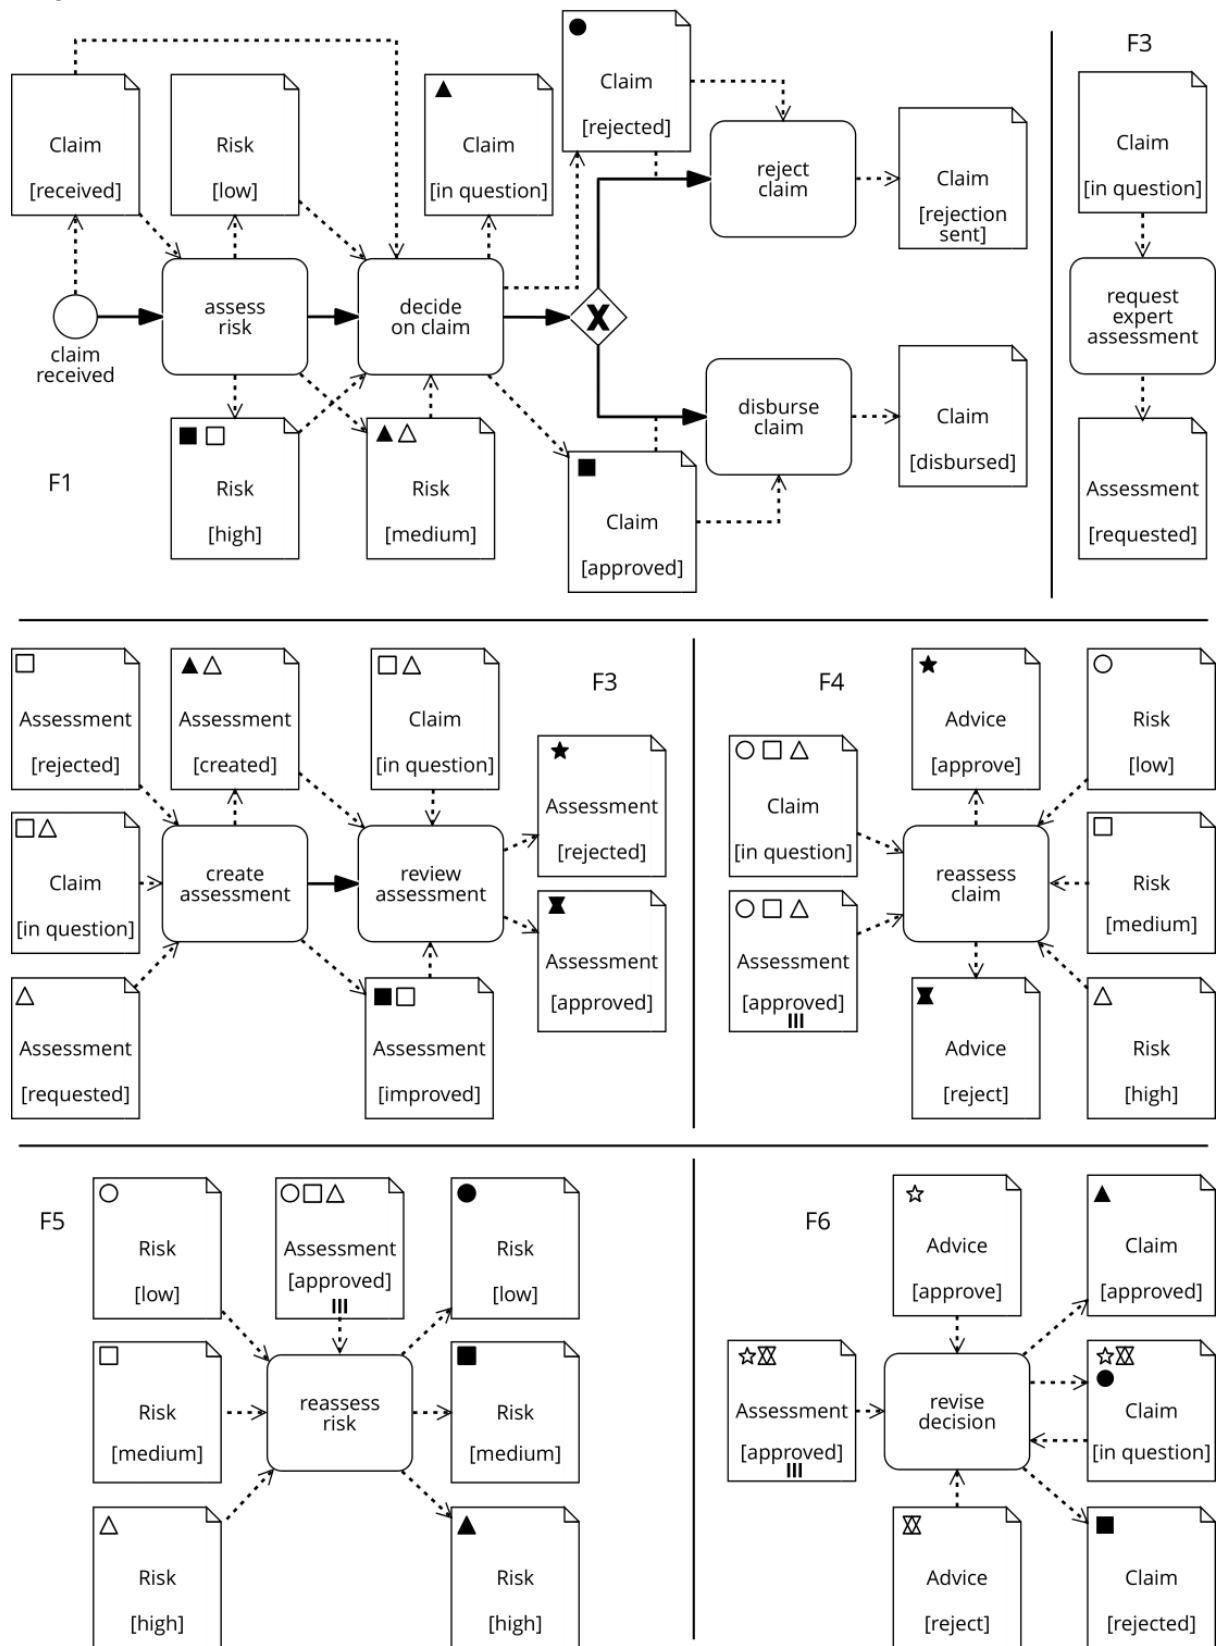 Claim
[received]
Risk
[low]
Claim
[in question]
Claim
[rejected]
reject
claim
Claim
[rejection
sent]
F3
Claim
[in question]
request
expert
assessment
Assessment
[requested]
claim
received
assess
risk
decide
on claim
X
disburse
claim
Claim
[disbursed]
F1
Risk
[high]
Risk
[medium]
Claim
[approved]
Assessment
[rejected]
Assessment
[created]
Claim
[in question]
F3
Assessment
[rejected]
Claim
[in question]
create
assessment
review
assessment
Assessment
[approved]
Assessment
[requested]
Assessment
[improved]
F4
Advice
[approve]
Risk
[low]
Claim
[in question]
reassess
claim
Risk
[medium]
Assessment
[approved]
Advice
[reject]
Risk
[high]
F5
Risk
[low]
Assessment
[approved]
Risk
[low]
Risk
[medium]
reassess
risk
Risk
[medium]
Risk
[high]
Risk
[high]
F6
Advice
[approve]
Claim
[approved]
Assessment
[approved]
revise
decision
Claim
[in question]
Advice
[reject]
Claim
[rejected]